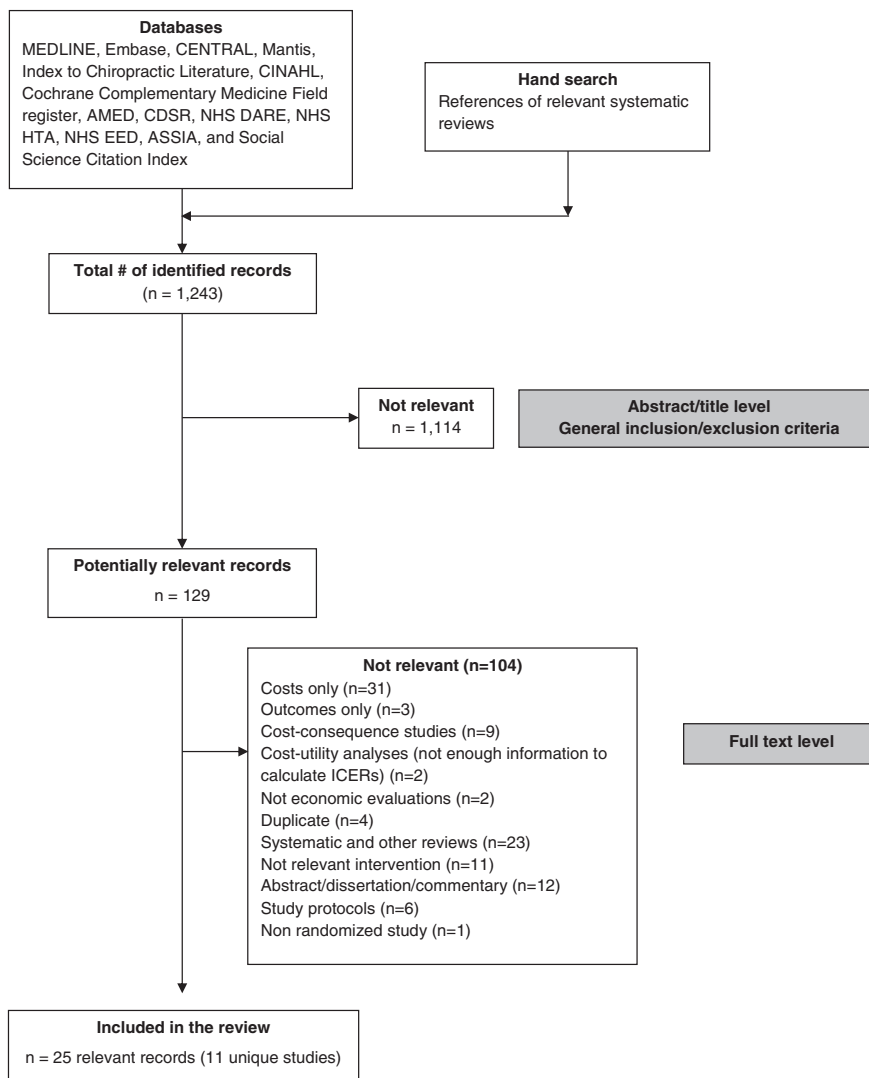 Databases
MEDLINE, Embase, CENTRAL, Mantis,
Index to Chiropractic Literature, CINAHL,
Cochrane Complementary Medicine Field
register, AMED, CDSR, NHS DARE, NHS
HTA, NHS EED, ASSIA, and Social
Science Citation Index
Hand search
References of relevant systematic
reviews
Total # of identified records
(n = 1,243)
Not relevant
n = 1,114
Abstract/title level
General inclusion/exclusion criteria
Potentially relevant records
n = 129
Not relevant (n=104)
Costs only (n=31)
Outcomes only (n=3)
Cost-consequence studies (n=9)
Cost-utility analyses (not enough information to
calculate ICERs) (n=2)
Not economic evaluations (n=2)
Duplicate (n=4)
Systematic and other reviews (n=23)
Not relevant intervention (n=11)
Abstract/dissertation/commentary (n=12)
Study protocols (n=6)
Non randomized study (n=1)
Full text level
Included in the review
n = 25 relevant records (11 unique studies)